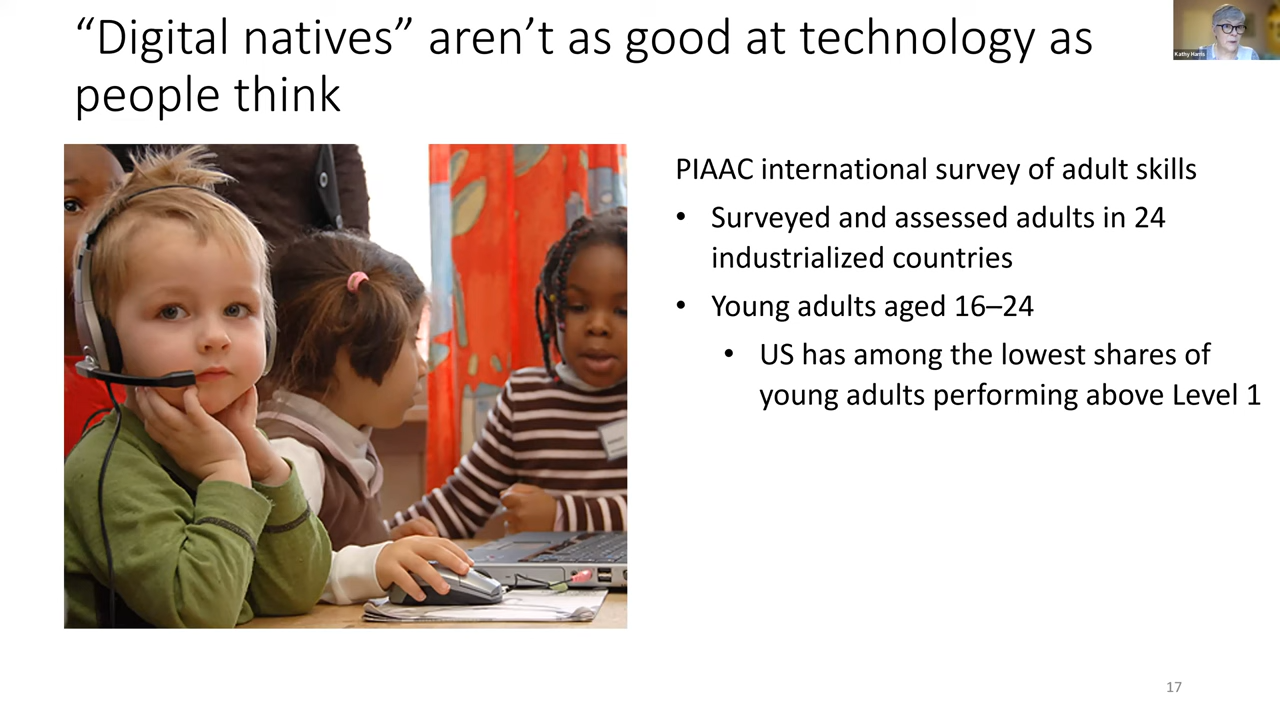 “Digital natives” aren’t as good at technology as
people think
Kathy Harris
PIAAC international survey of adult skills
• Surveyed and assessed adults in 24
industrialized countries
• Young adults aged 16–24
• US has among the lowest shares of
young adults performing above Level 1
17